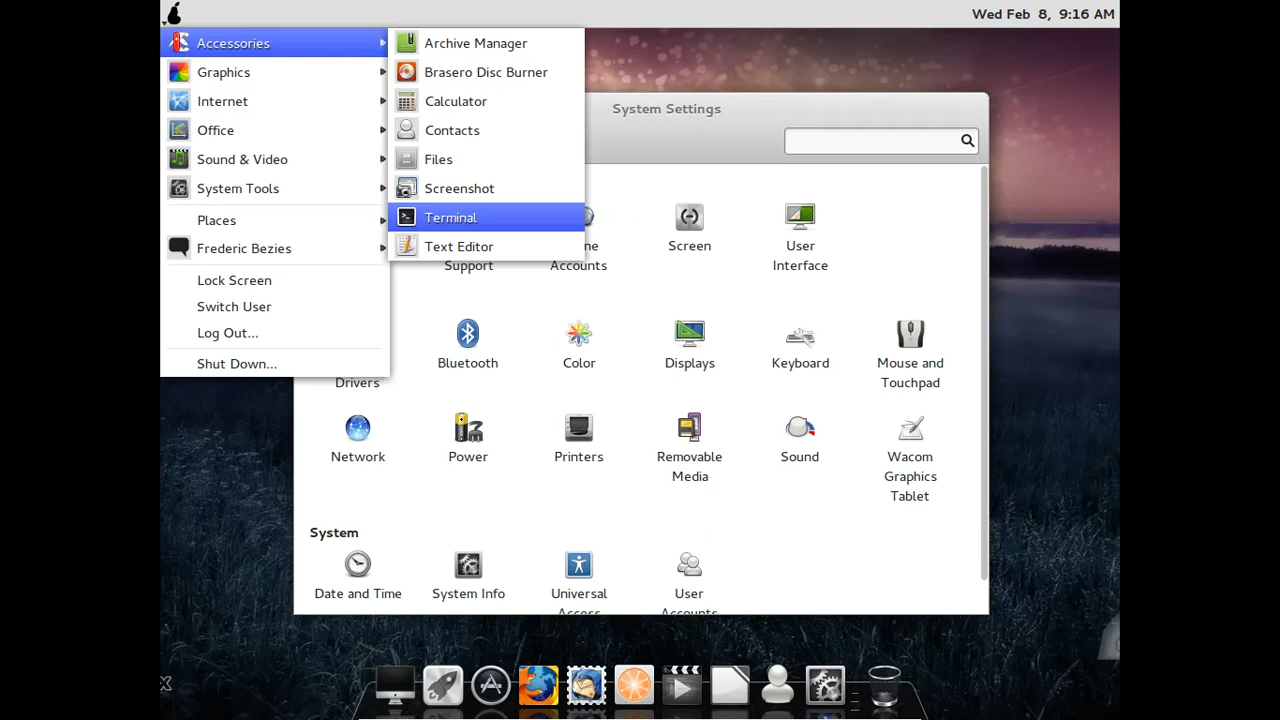 Wed Feb 8, 9:16 AM
Accessories
Graphics
Internet
Office
Sound & Video
System Tools
Places
Frederic Bezies
Lock Screen
Switch User
Log Out...
Shut Down...
Archive Manager
Brasero Disc Burner
Calculator
Contacts
Files
Screenshot
Terminal
Text Editor
System Settings
Support
Accounts
Screen
User
Interface
Drivers
Bluetooth
Color
Displays
Keyboard
Mouse and
Touchpad
Network
Power
Printers
Removable
Media
Sound
Wacom
Graphics
Tablet
System
Date and Time
System Info
Universal
Access
User
Accounts